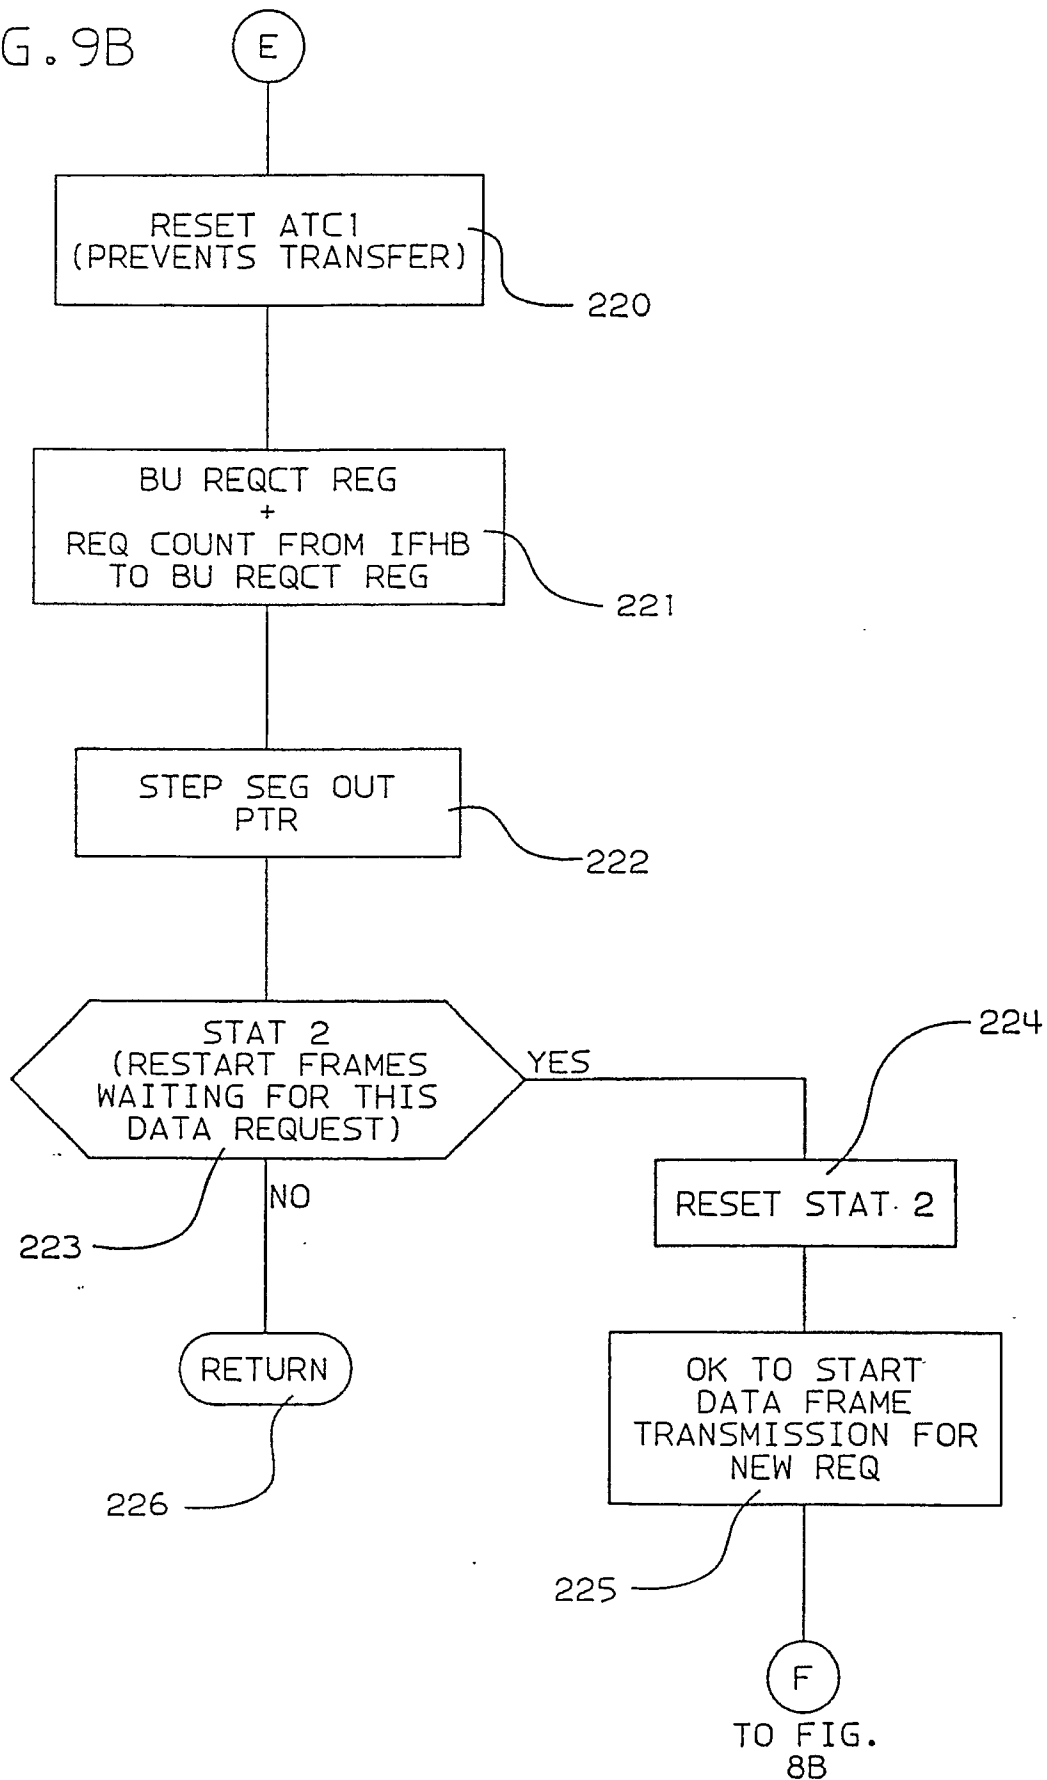 G. 9B
E
RESET ATC1
(PREVENTS TRANSFER)
220
BU REQCT REG
+
REQ COUNT FROM IFHB
TO BU REQCT REG
221
STEP SEG OUT
PTR
222
STAT 2
(RESTART FRAMES
WAITING FOR THIS
DATA REQUEST)
YES
224
NO
223
RESET STAT 2
RETURN
226
OK TO START
DATA FRAME
TRANSMISSION FOR
NEW REQ
225
F
TO FIG.
8B